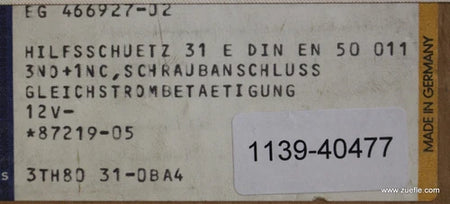 EG 466927-02
HILFSSCHUETZ 31 E DIN EN 50 011
3NO+1NC, SCHRAUBANSCHLUSS
GLEICHSTROMBETAETIGUNG
12V-
*87219-05
1139-40477
3TH80 31-0BA4
MADE IN GERMANY
S
www.zuefle.com